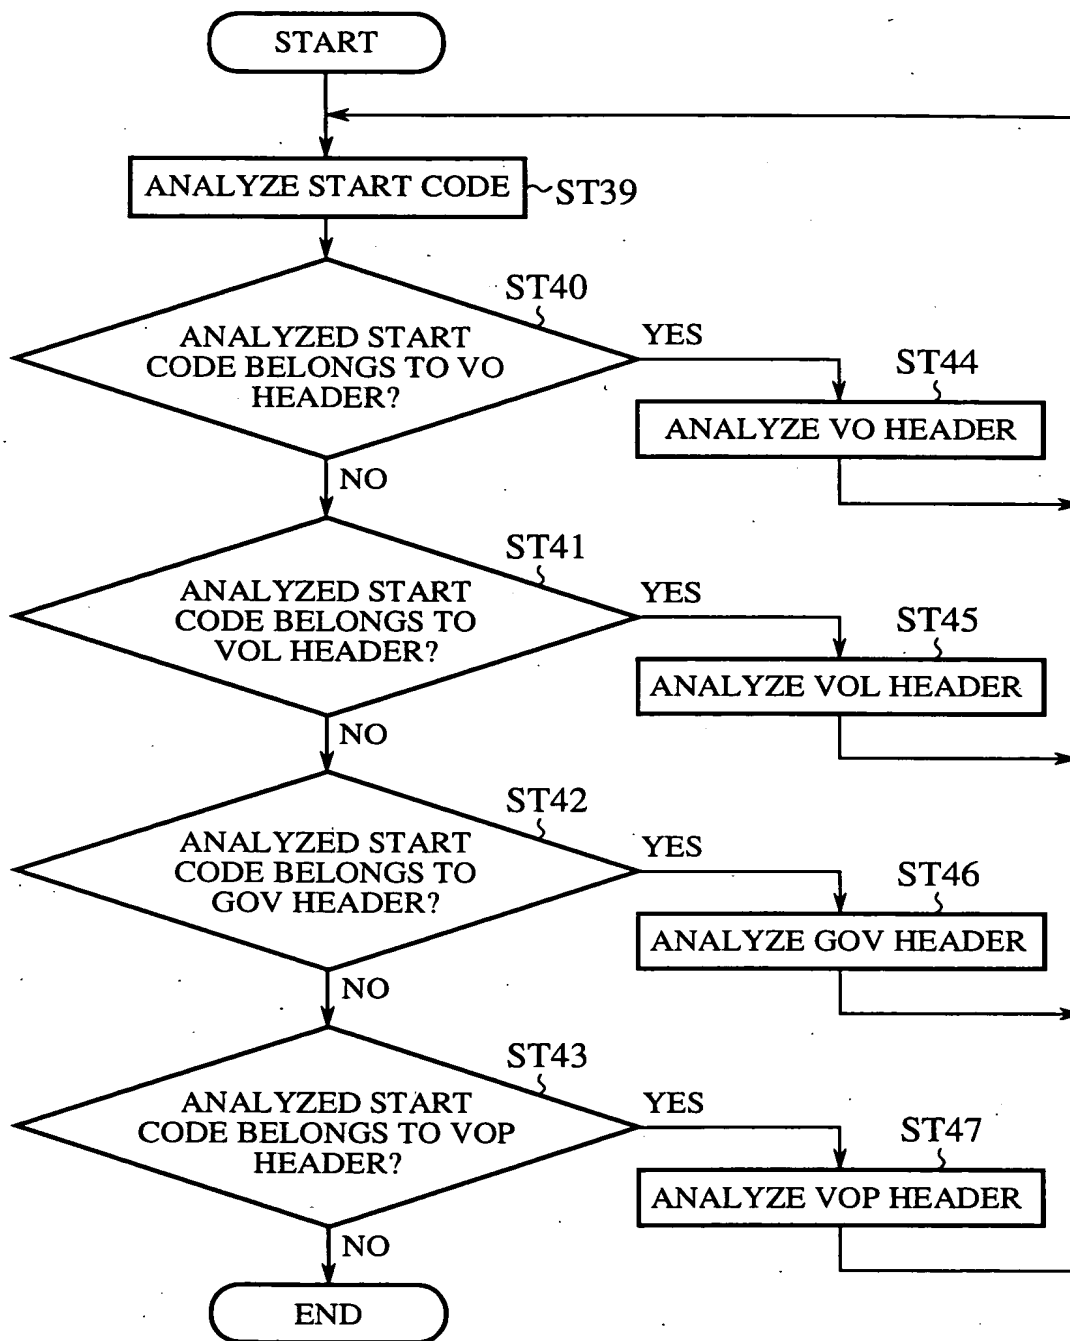 START
ANALYZE START CODE
ST39
ST40
ANALYZED START
CODE BELONGS TO VO
HEADER?
YES
ST44
ANALYZE VO HEADER
NO
ST41
ANALYZED START
CODE BELONGS TO
VOL HEADER?
YES
ST45
ANALYZE VOL HEADER
NO
ST42
ANALYZED START
CODE BELONGS TO
GOV HEADER?
YES
ST46
ANALYZE GOV HEADER
NO
ST43
ANALYZED START
CODE BELONGS TO VOP
HEADER?
YES
ST47
ANALYZE VOP HEADER
NO
END